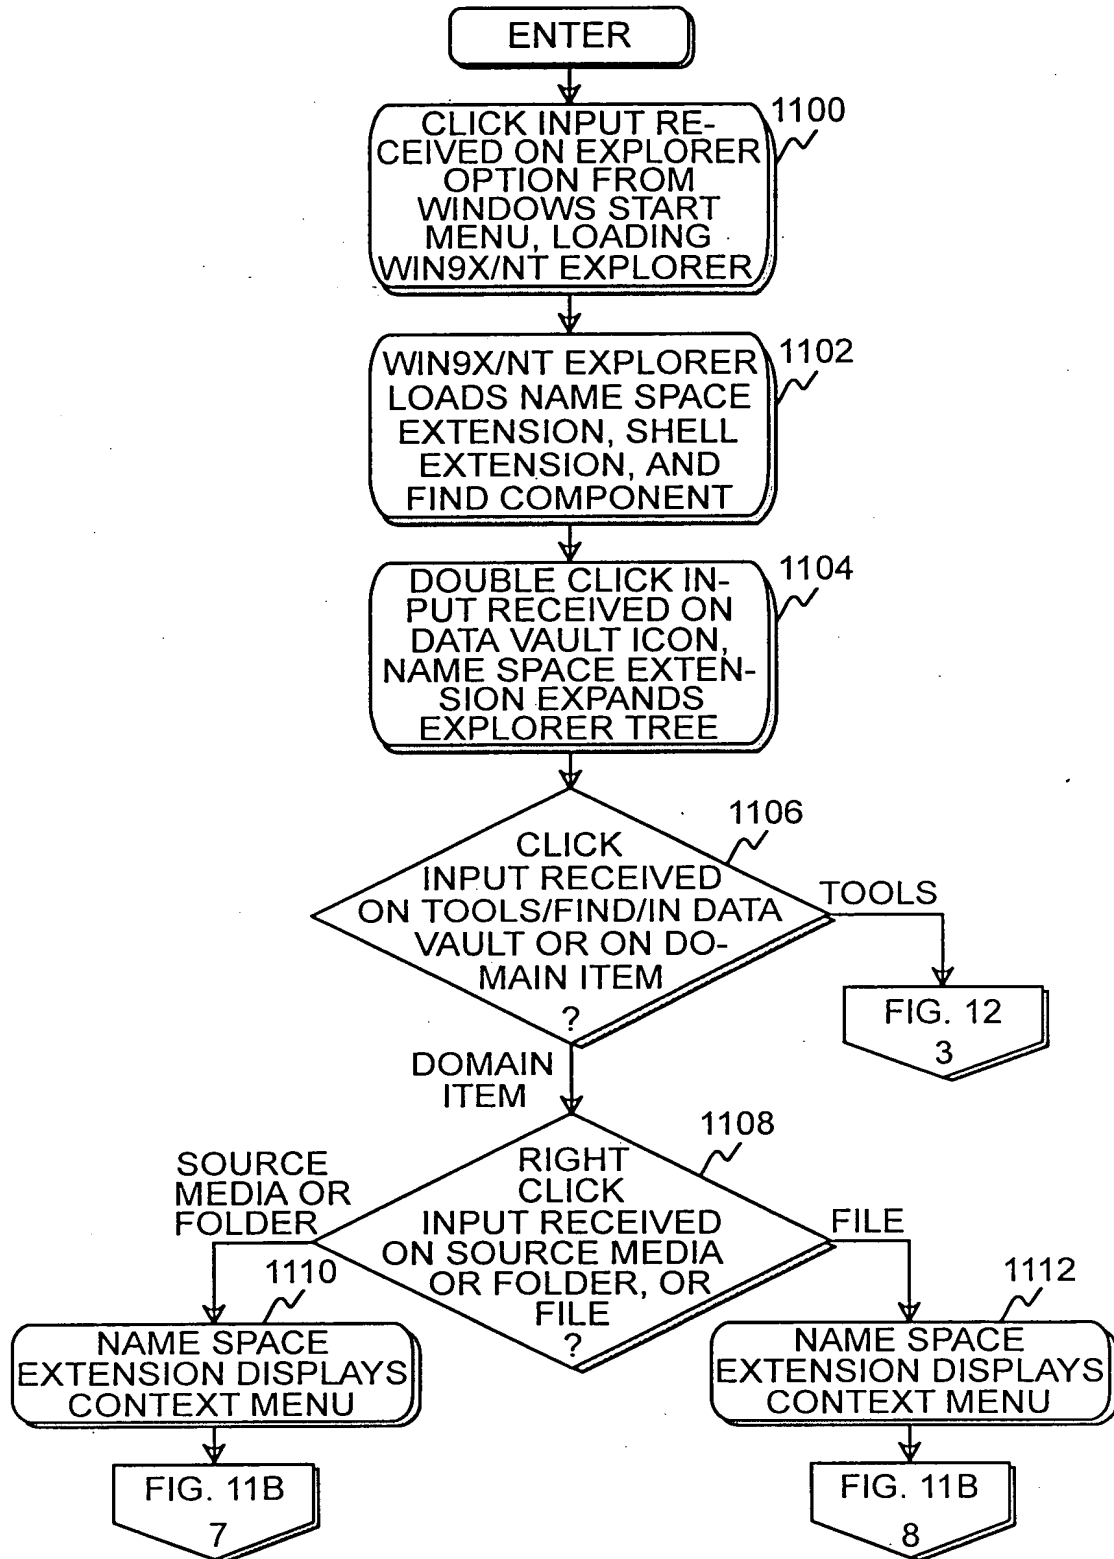 ENTER
1100
CLICK INPUT RE-
CEIVED ON EXPLORER
OPTION FROM
WINDOWS START
MENU, LOADING
WIN9X/NT EXPLORER
1102
WIN9X/NT EXPLORER
LOADS NAME SPACE
EXTENSION, SHELL
EXTENSION, AND
FIND COMPONENT
1104
DOUBLE CLICK IN-
PUT RECEIVED ON
DATA VAULT ICON,
NAME SPACE EXTEN-
SION EXPANDS
EXPLORER TREE
1106
CLICK
INPUT RECEIVED
ON TOOLS/FIND/IN DATA
VAULT OR ON DO-
MAIN ITEM
?
TOOLS
FIG. 12
3
DOMAIN
ITEM
1108
RIGHT
CLICK
INPUT RECEIVED
ON SOURCE MEDIA
OR FOLDER, OR
FILE
?
SOURCE
MEDIA OR
FOLDER
FILE
1110
NAME SPACE
EXTENSION DISPLAYS
CONTEXT MENU
FIG. 11B
7
1112
NAME SPACE
EXTENSION DISPLAYS
CONTEXT MENU
FIG. 11B
8